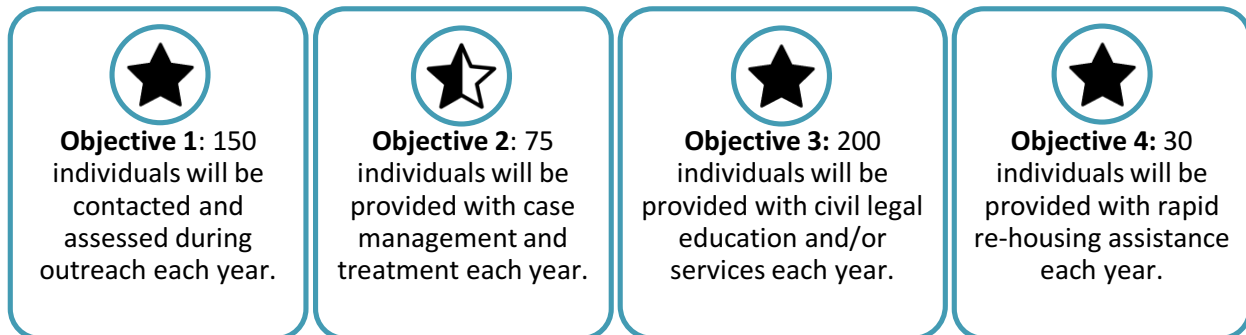 Objective 1: 150
individuals will be
contacted and
assessed during
outreach each year.
Objective 2: 75
individuals will be
provided with case
management and
treatment each year.
Objective 3: 200
individuals will be
provided with civil legal
education and/or
services each year.
Objective 4: 30
individuals will be
provided with rapid
re-housing assistance
each year.